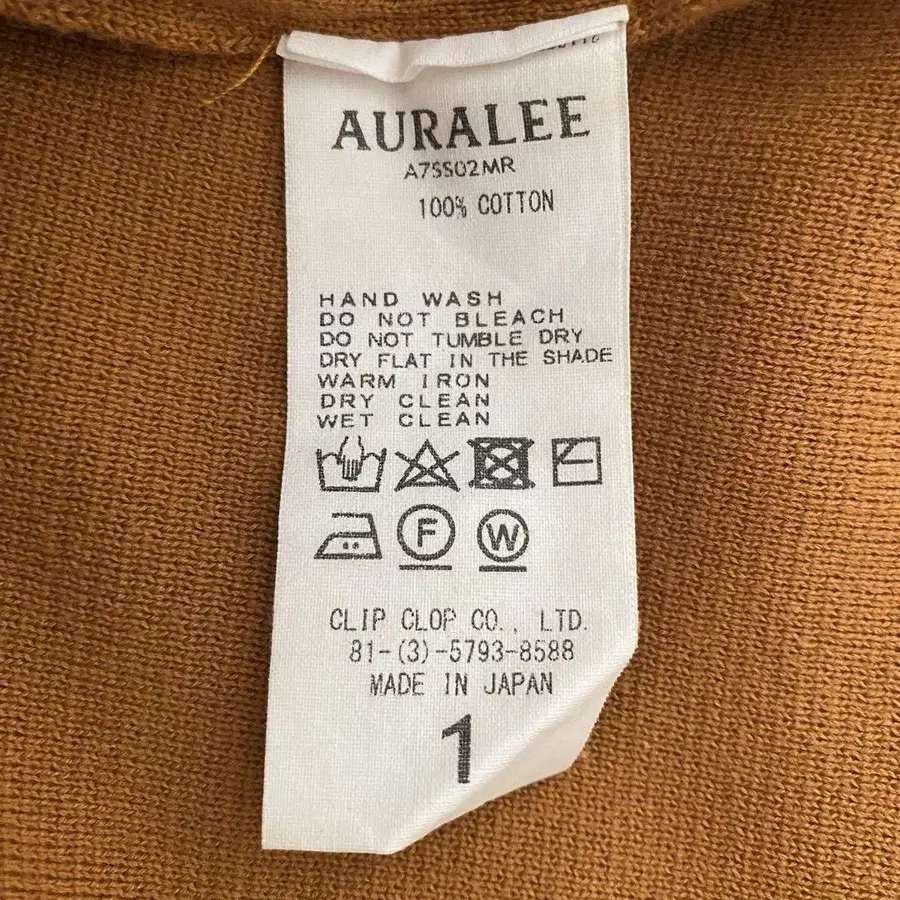 AURALEE
A7SS02MR
100% COTTON
HAND WASH
DO NOT BLEACH
DO NOT TUMBLE DRY
DRY FLAT IN THE SHADE
WARM IRON
DRY CLEAN
WET CLEAN
F W
CLIP CLOP CO., LTD.
81-(3)-5793-8588
MADE IN JAPAN
1